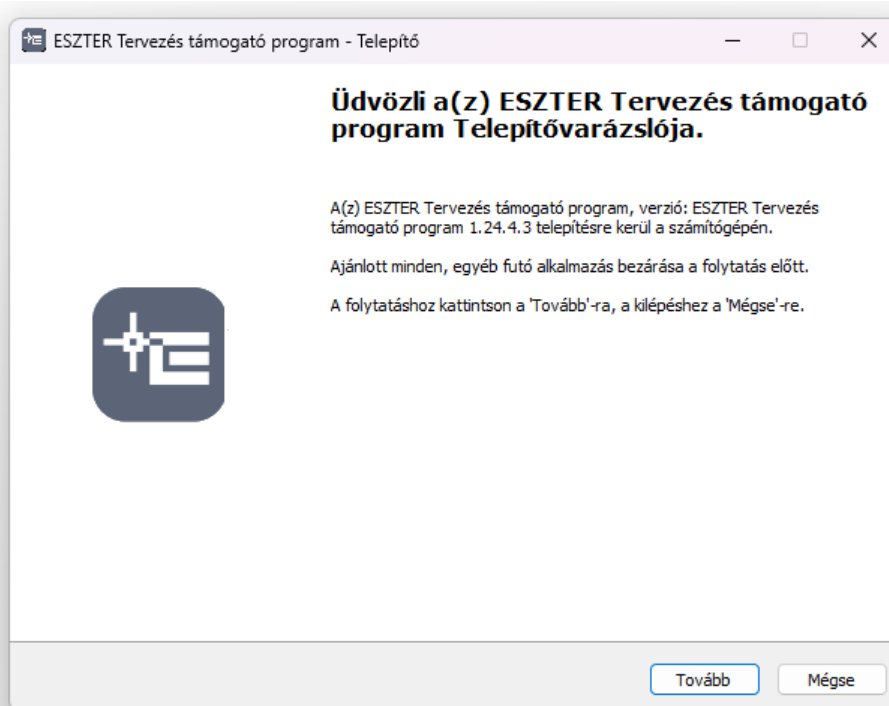 ESZTER Tervezés támogató program - Telepítő
Üdvözli a(z) ESZTER Tervezés támogató
program Telepítővarázslója.
A(z) ESZTER Tervezés támogató program, verzió: ESZTER Tervezés
támogató program 1.24.4.3 telepítésre kerül a számítógépén.
Ajánlott minden, egyéb futó alkalmazás bezárása a folytatás előtt.
A folytatáshoz kattintson a 'Tovább'-ra, a kilépéshez a 'Mégse'-re.
Tovább
Mégse